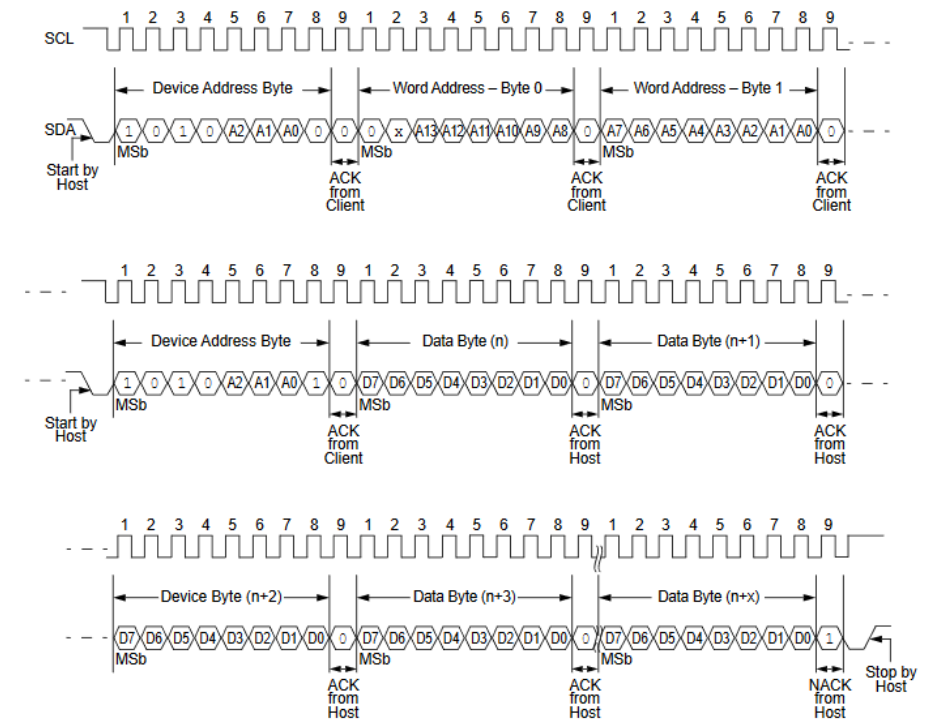 1 2 3 4 5 6 7 8 9 1 2 3 4 5 6 7 8 9 1 2 3 4 5 6 7 8 9
SCL
Device Address Byte Word Address – Byte 0 Word Address – Byte 1
SDA 1 0 1 0 A2 A1 A0 0 0 0 x A13 A12 A11 A10 A9 A8 0 A7 A6 A5 A4 A3 A2 A1 A0 0
MSb MSb MSb
Start by
Host
ACK
from
Client
ACK
from
Client
ACK
from
Client
1 2 3 4 5 6 7 8 9 1 2 3 4 5 6 7 8 9 1 2 3 4 5 6 7 8 9
Device Address Byte Data Byte (n) Data Byte (n+1)
1 0 1 0 A2 A1 A0 1 0 D7 D6 D5 D4 D3 D2 D1 D0 0 D7 D6 D5 D4 D3 D2 D1 D0 0
MSb MSb MSb
Start by
Host
ACK
from
Client
ACK
from
Host
ACK
from
Host
1 2 3 4 5 6 7 8 9 1 2 3 4 5 6 7 8 9 1 2 3 4 5 6 7 8 9
Device Byte (n+2) Data Byte (n+3) Data Byte (n+x)
D7 D6 D5 D4 D3 D2 D1 D0 0 D7 D6 D5 D4 D3 D2 D1 D0 0 D7 D6 D5 D4 D3 D2 D1 D0 1
MSb MSb MSb
ACK
from
Host
ACK
from
Host
NACK
from
Host
Stop by
Host